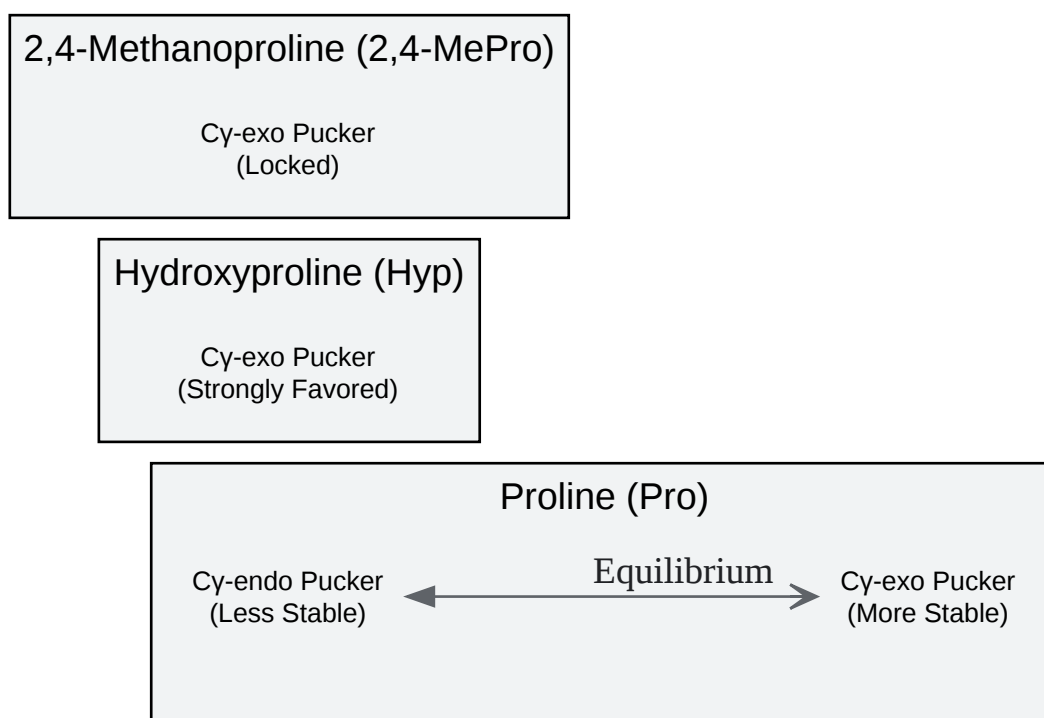 2,4-Methanoproline (2,4-MePro)
Cγ-exo Pucker
(Locked)
Hydroxyproline (Hyp)
Cγ-exo Pucker
(Strongly Favored)
Proline (Pro)
Cγ-endo Pucker
(Less Stable)
Equilibrium
Cγ-exo Pucker
(More Stable)